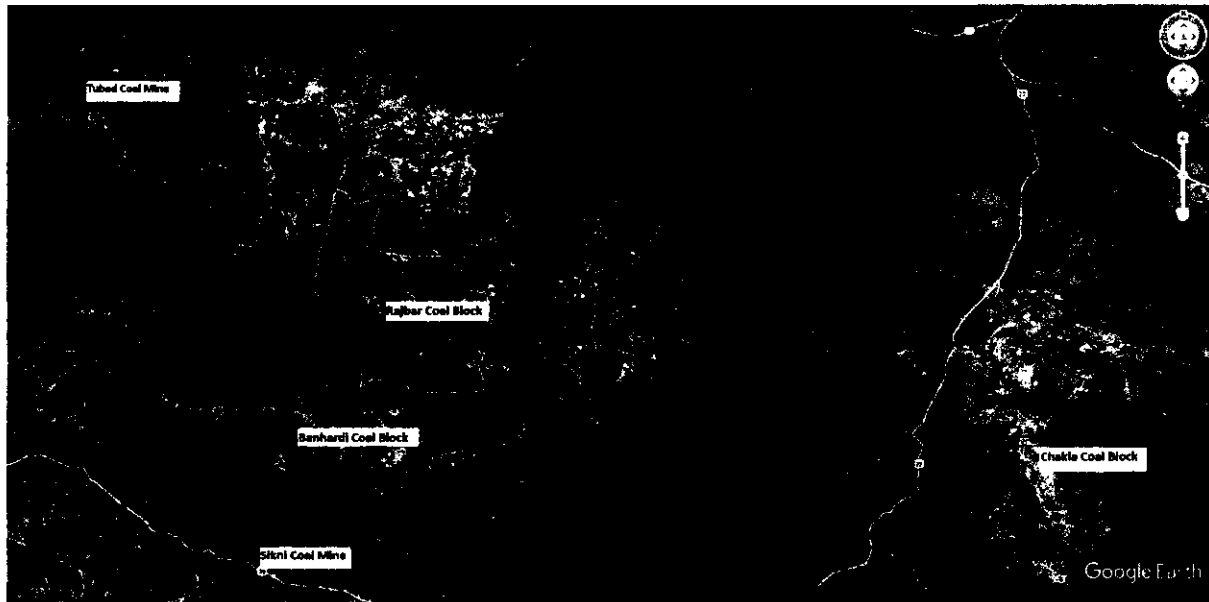 Tubed Coal Mine
Rajbar Coal Block
Banhardi Coal Block
Chakla Coal Block
Sikni Coal Mine
Google Earth